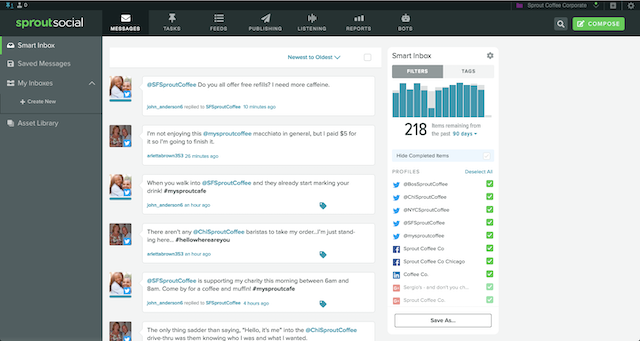 0
Sprout Coffee Corporate
sproutsocial
MESSAGES
TASKS
FEEDS
PUBLISHING
LISTENING
REPORTS
BOTS
COMPOSE
Smart Inbox
Saved Messages
My Inboxes
+ Create New
Asset Library
Newest to Oldest
@SFSproutCoffee Do you all offer free refills? I need more caffeine.
john_anderson6 replied to SFSproutCoffee 10 minutes ago
I'm not enjoying this @mysproutcoffee macchiato in general, but I paid $5 for
it so I'm going to finish it.
arlettabrown353 26 minutes ago
When you walk into @SFSproutCoffee and they already start marking your
drink! #mysproutcafe
john_anderson6 an hour ago
There aren't any @ChiSproutCoffee baristas to take my order...I'm just stand-
ing here... #hellowhereareyou
arlettabrown353 an hour ago
@SFSproutCoffee is supporting my charity this morning between 6am and
8am. Come by for a coffee and muffin! #mysproutcafe
john_anderson6 replied to SFSproutCoffee 4 hours ago
The only thing sadder than saying, "Hello, it's me" into the @ChiSproutCoffee
drive-thru was them knowing who I was and what I wanted.
Smart Inbox
FILTERS
TAGS
218
Items remaining from
the past 90 days
Hide Completed Items
PROFILES
Deselect All
@BosSproutCoffee
@ChiSproutCoffee
@NYCSproutCoffee
@SFSproutCoffee
@mysproutcoffee
Sprout Coffee Co
Sprout Coffee Co Chicago
Coffee Co.
Sergio's - and don't you ch...
Sprout Coffee Co.
Save As...